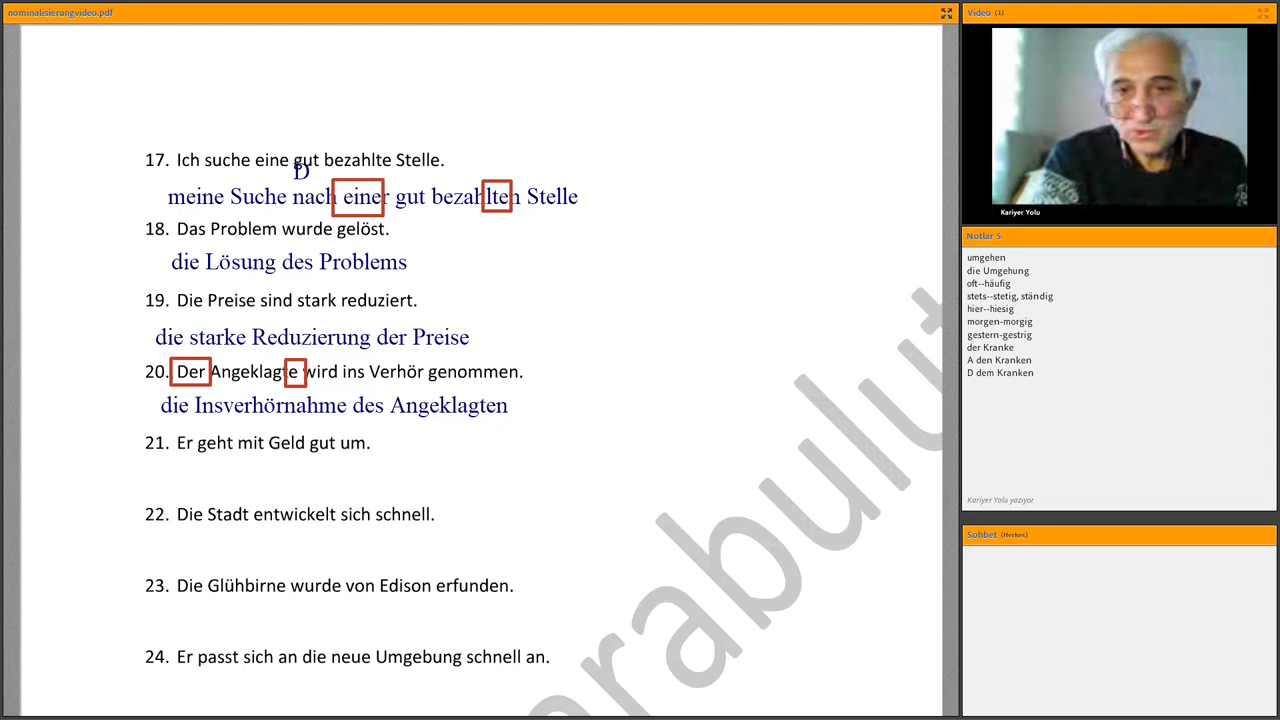 nominalisierungvideo.pdf
17. Ich suche eine gut bezahlte Stelle.
D
meine Suche nach einer gut bezahlten Stelle
18. Das Problem wurde gelöst.
die Lösung des Problems
19. Die Preise sind stark reduziert.
die starke Reduzierung der Preise
20. Der Angeklagte wird ins Verhör genommen.
die Insverhörnahme des Angeklagten
21. Er geht mit Geld gut um.
22. Die Stadt entwickelt sich schnell.
23. Die Glühbirne wurde von Edison erfunden.
24. Er passt sich an die neue Umgebung schnell an.
arabulut
Video (1)
Kariyer Yolu
Notlar 5
umgehen
die Umgehung
oft--häufig
stets--stetig, ständig
hier--hiesig
morgen-morgig
gestern-gestrig
der Kranke
A den Kranken
D dem Kranken
Kariyer Yolu yazıyor
Sohbet (Herkes)